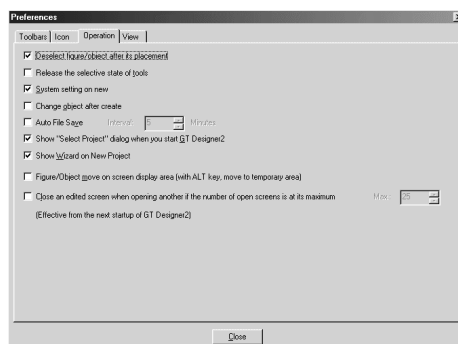 Preferences
Toolbars Icon Operation View
Deselect figure/object after its placement
Release the selective state of tools
System setting on new
Change object after create
Auto File Save Interval: 5 Minutes
Show "Select Project" dialog when you start GT Designer2
Show Wizard on New Project
Figure/Object move on screen display area (with ALT key, move to temporary area)
Close an edited screen when opening another if the number of open screens is at its maximum Max.: 25
(Effective from the next startup of GT Designer2)
Close